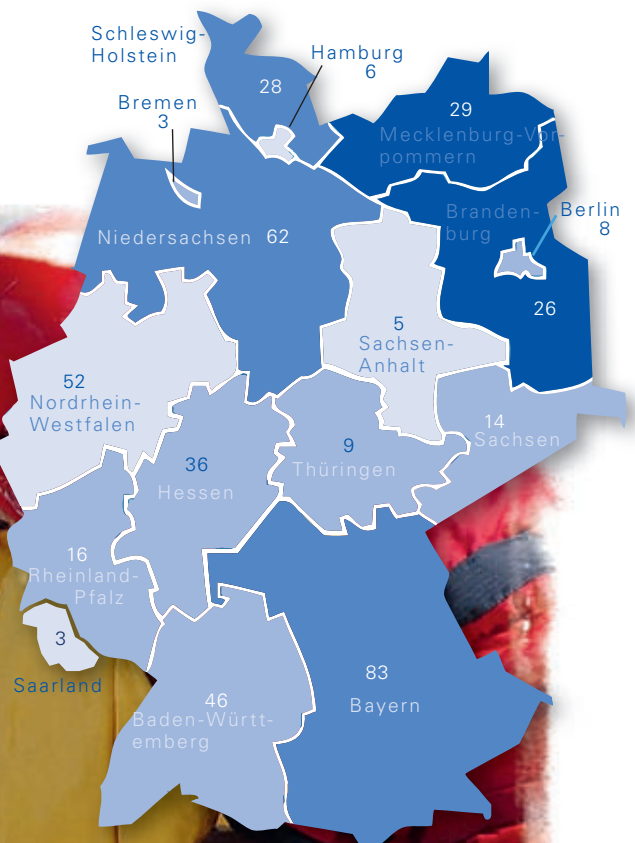 Schleswig-
Holstein
28
Hamburg
6
Bremen
3
29
Mecklenburg-Vor-
pommern
Niedersachsen 62
Branden-
burg
Berlin
8
26
5
Sachsen-
Anhalt
52
Nordrhein-
Westfalen
36
Hessen
9
Thüringen
14
Sachsen
16
Rheinland-
Pfalz
3
Saarland
46
Baden-Württ-
emberg
83
Bayern